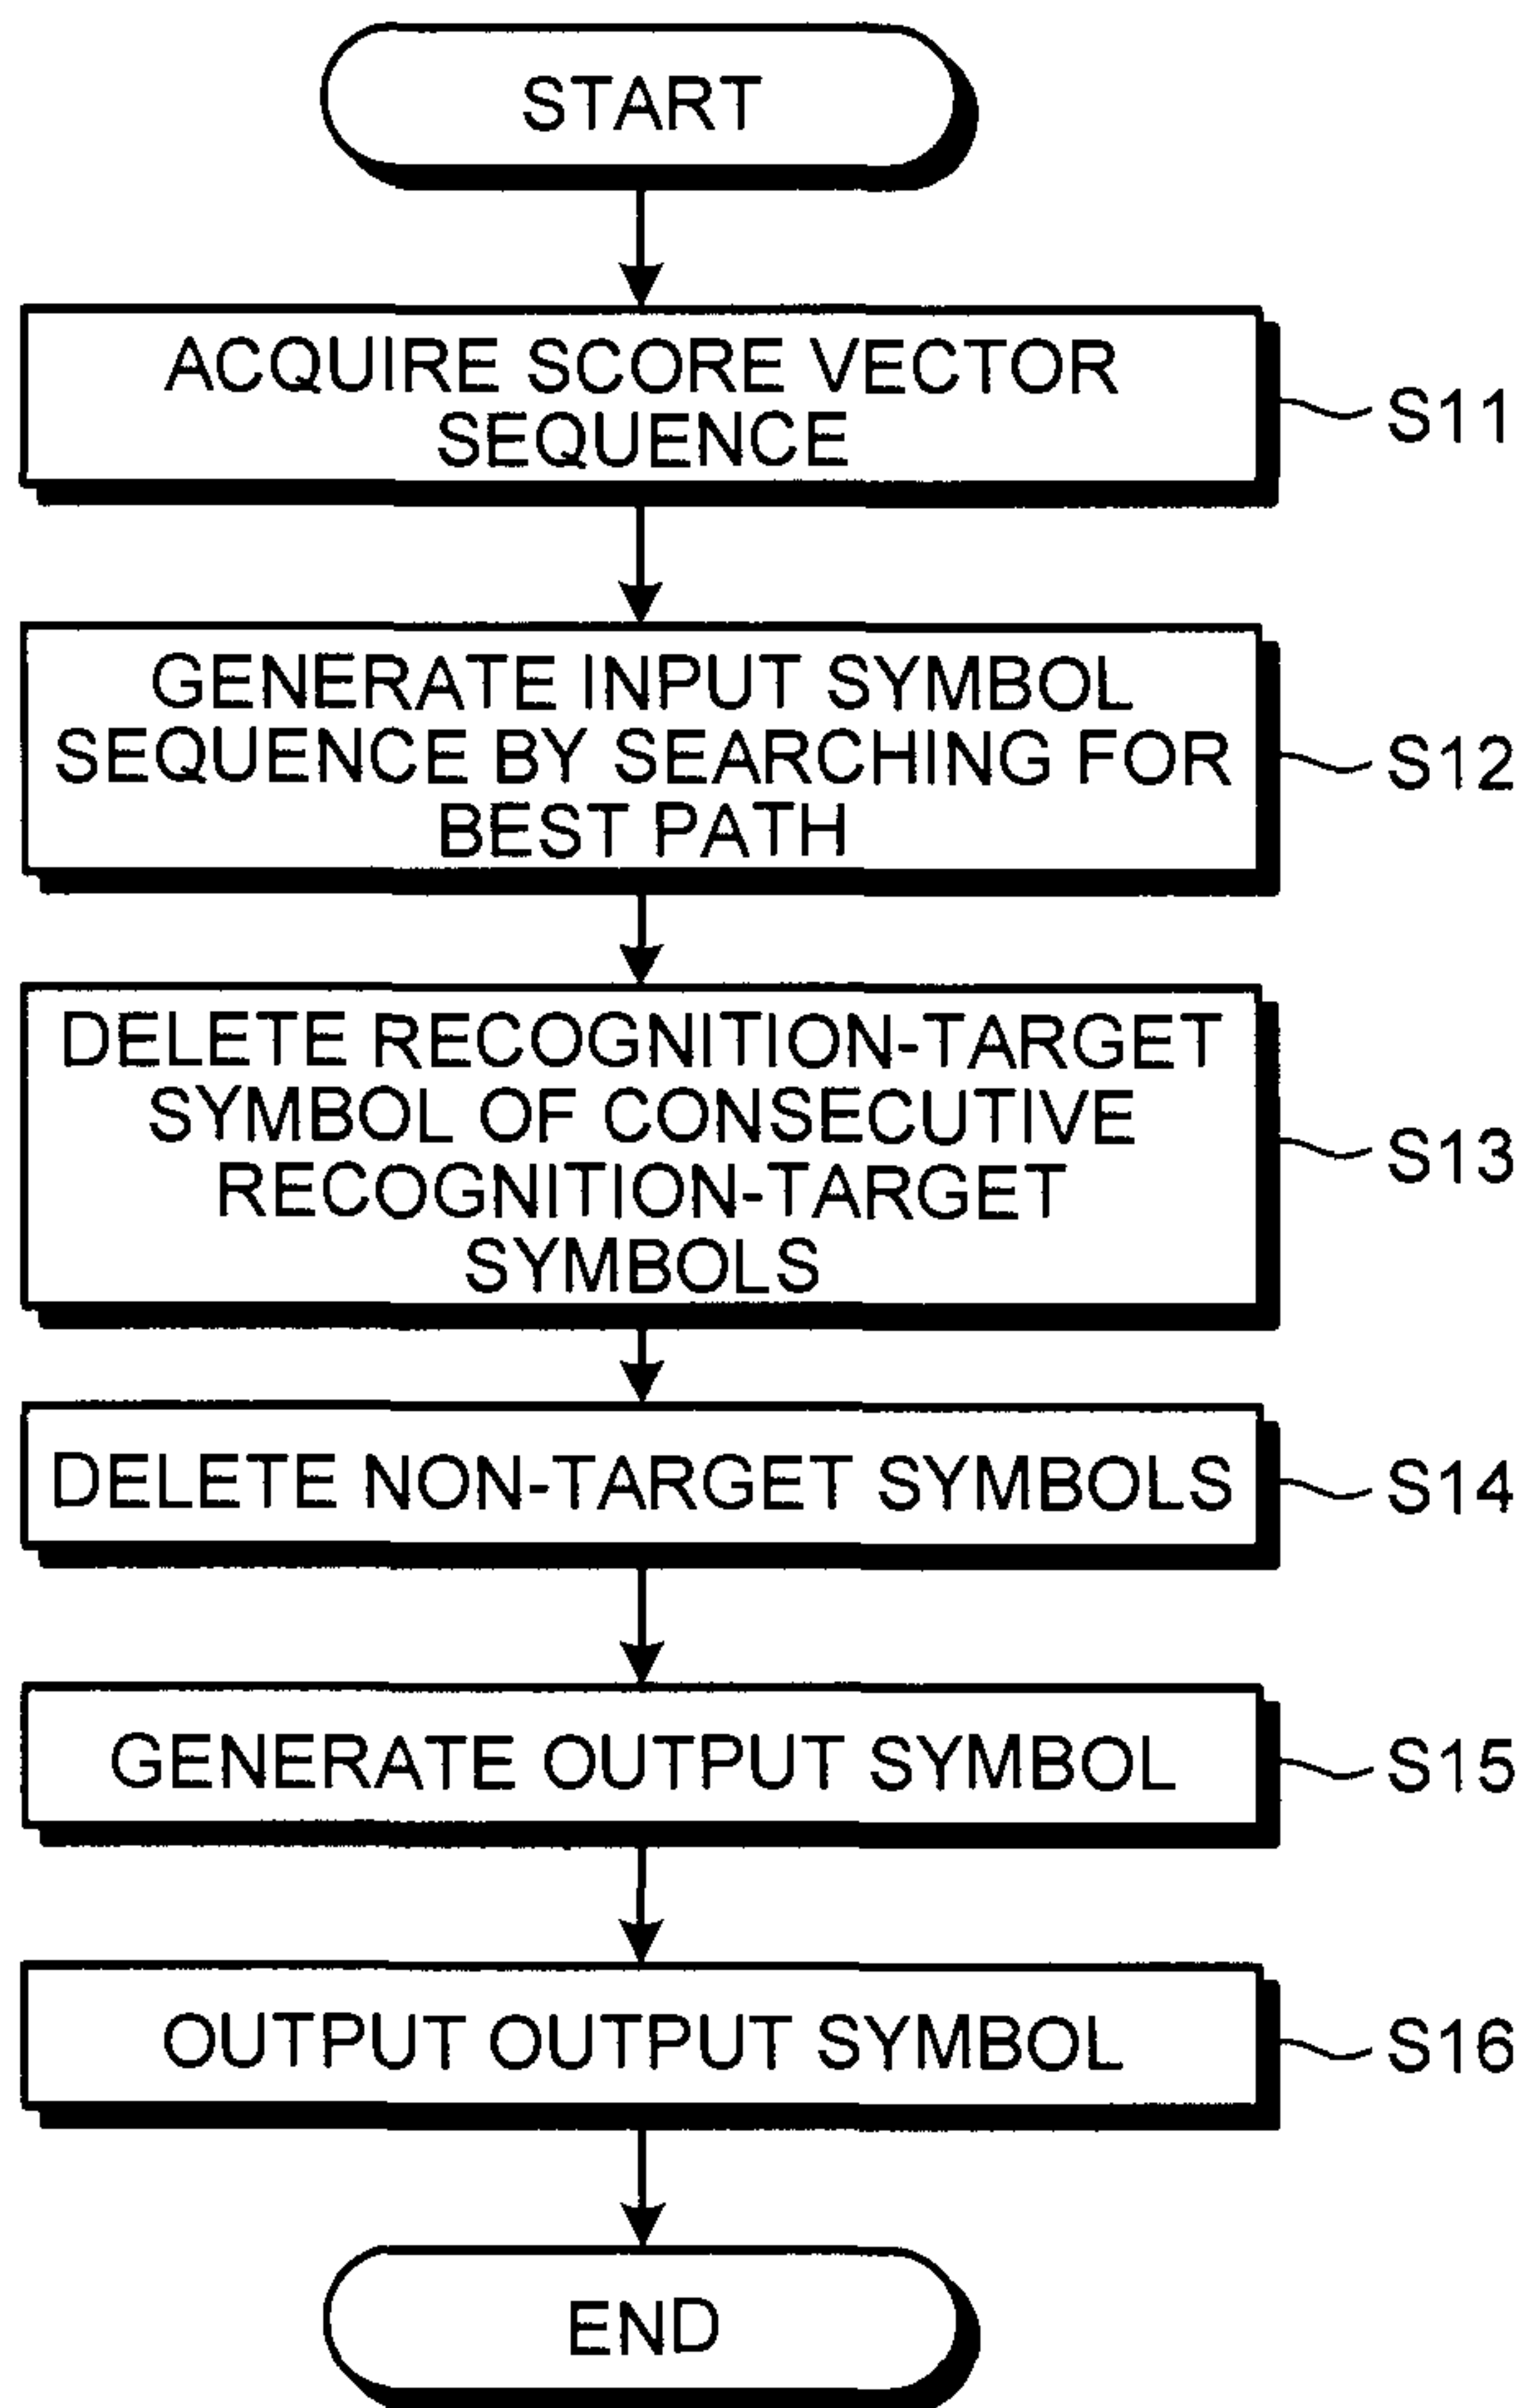 START
ACQUIRE SCORE VECTOR
SEQUENCE
S11
GENERATE INPUT SYMBOL
SEQUENCE BY SEARCHING FOR
BEST PATH
S12
DELETE RECOGNITION-TARGET
SYMBOL OF CONSECUTIVE
RECOGNITION-TARGET
SYMBOLS
S13
DELETE NON-TARGET SYMBOLS
S14
GENERATE OUTPUT SYMBOL
S15
OUTPUT OUTPUT SYMBOL
S16
END